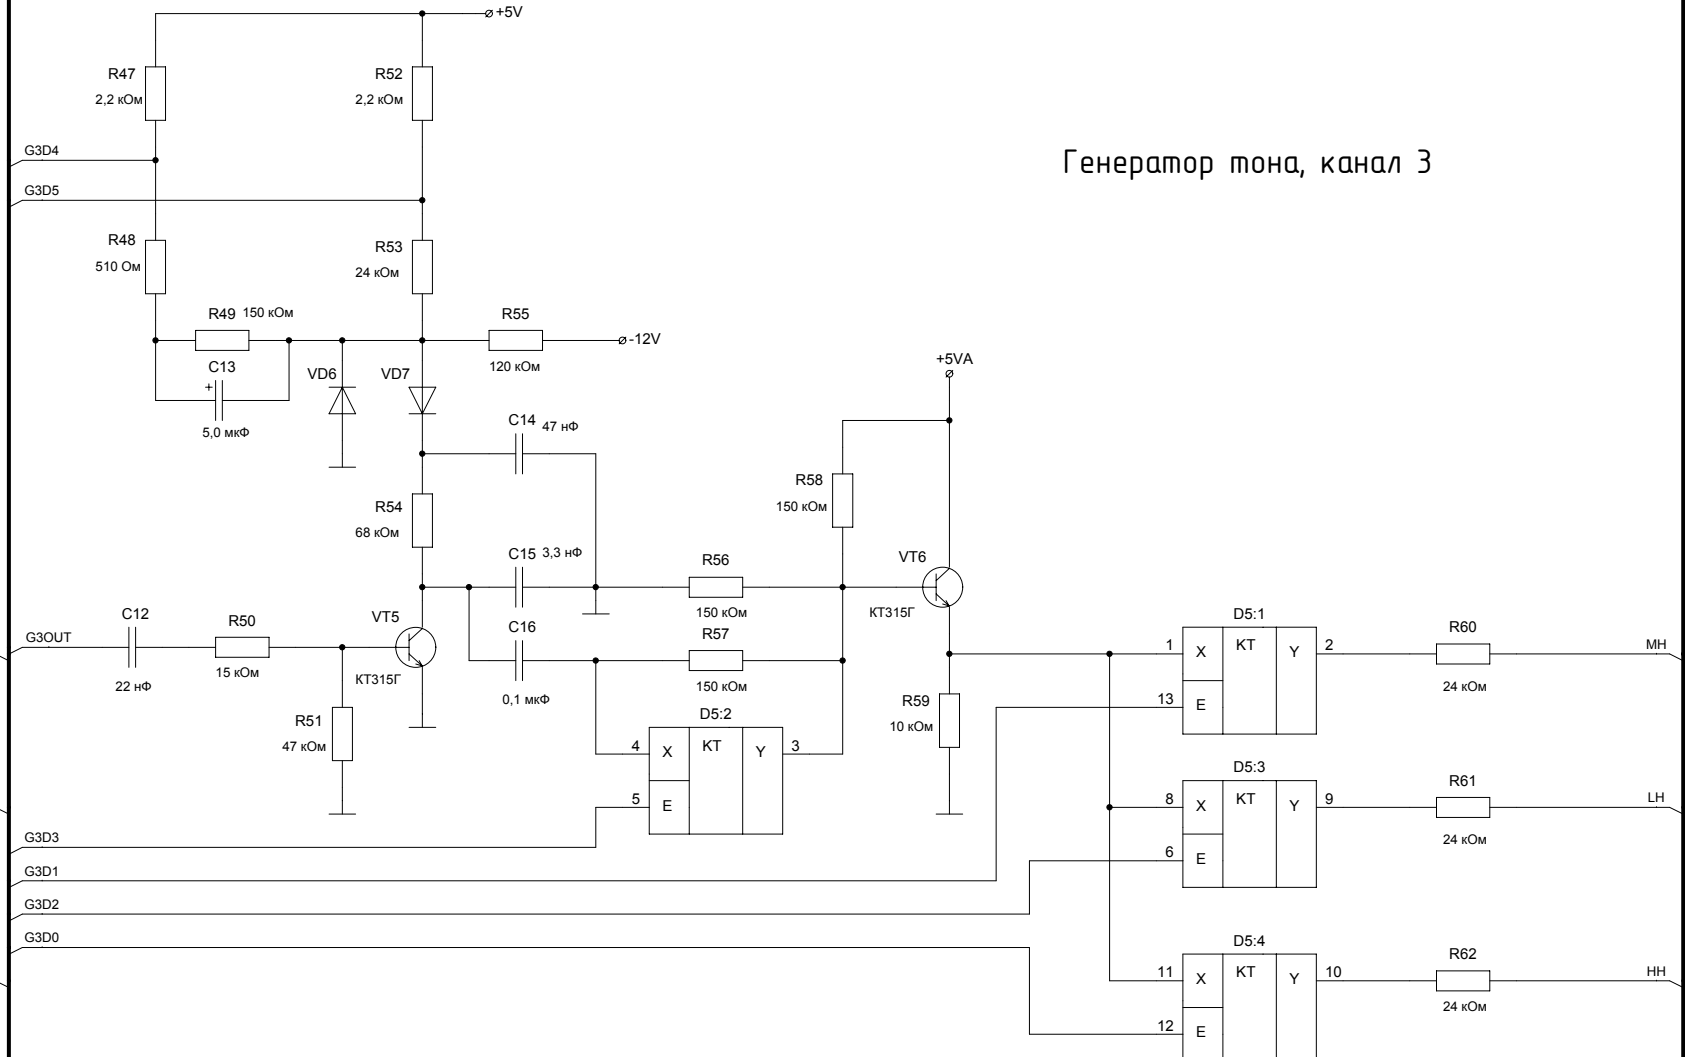 +5V
R47
2,2 кОм
R52
2,2 кОм
G3D4
Генератор тона, канал 3
G3D5
R48
510 Ом
R53
24 кОм
R49 150 кОм
R55
-12V
120 кОм
C13
+
5,0 мкФ
VD6
VD7
+5VA
C14 47 нФ
R58
150 кОм
R54
68 кОм
C15 3,3 нФ
R56
150 кОм
VT6
КТ315Г
C12
22 нФ
R50
15 кОм
VT5
КТ315Г
G3OUT
C16
0,1 мкФ
R57
150 кОм
R51
47 кОм
R59
10 кОм
D5:1
1 X KT Y 2
13 E
R60
24 кОм
MH
D5:2
4 X KT Y 3
5 E
D5:3
8 X KT Y 9
6 E
R61
24 кОм
LH
G3D3
G3D1
G3D2
G3D0
D5:4
11 X KT Y 10
12 E
R62
24 кОм
HH